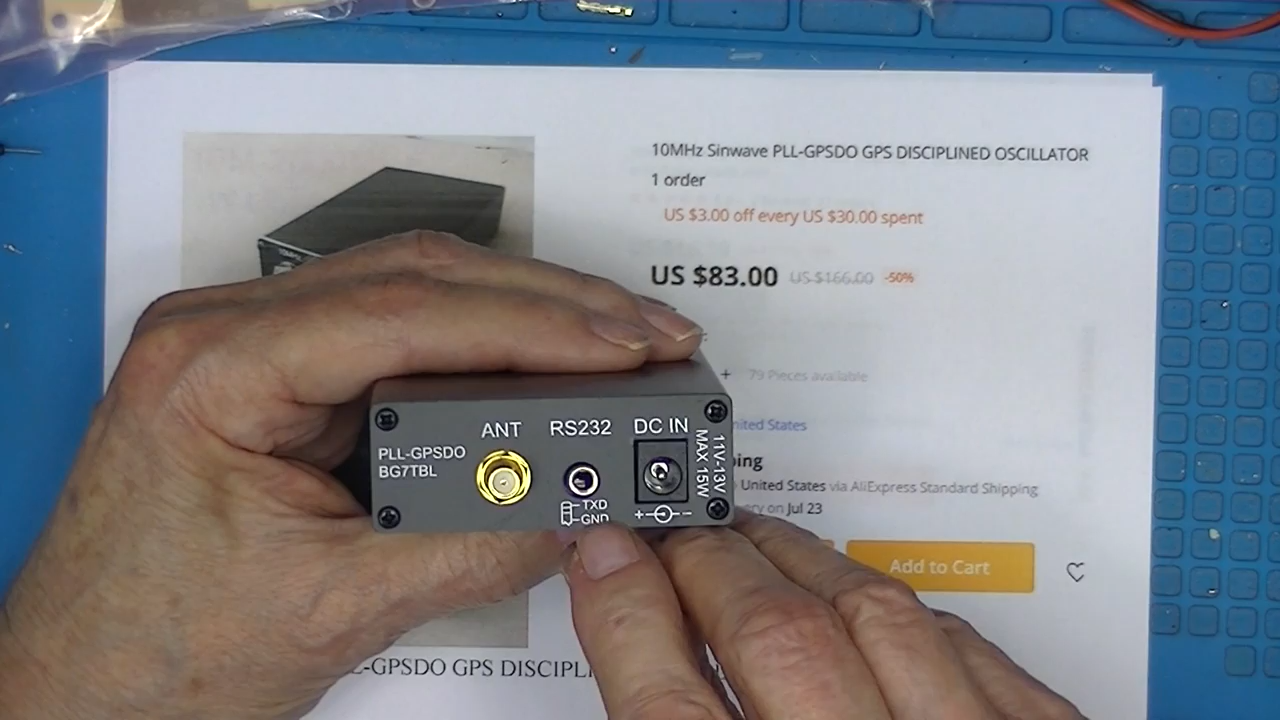 10MHz Sinwave PLL-GPSDO GPS DISCIPLINED OSCILLATOR
1 order
US $3.00 off every US $30.00 spent
US $83.00 US $166.00 -50%
+ 79 Pieces available
United States
United States via AliExpress Standard Shipping
Jul 23
Add to Cart
ANT RS232 DC IN
PLL-GPSDO
BG7TBL
TXD
GND
+ -
11V-13V
MAX 15W
-GPSDO GPS DISCIPLI